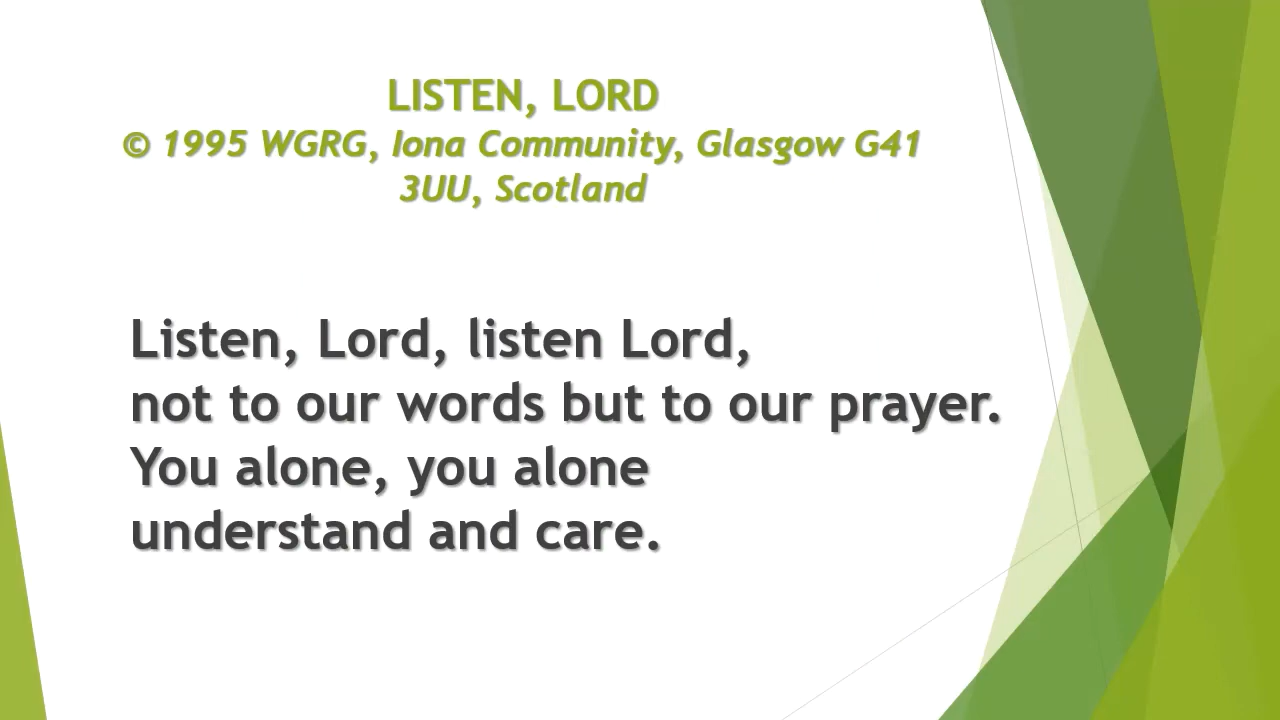 LISTEN, LORD
© 1995 WGRG, Iona Community, Glasgow G41
3UU, Scotland
Listen, Lord, listen Lord,
not to our words but to our prayer.
You alone, you alone
understand and care.